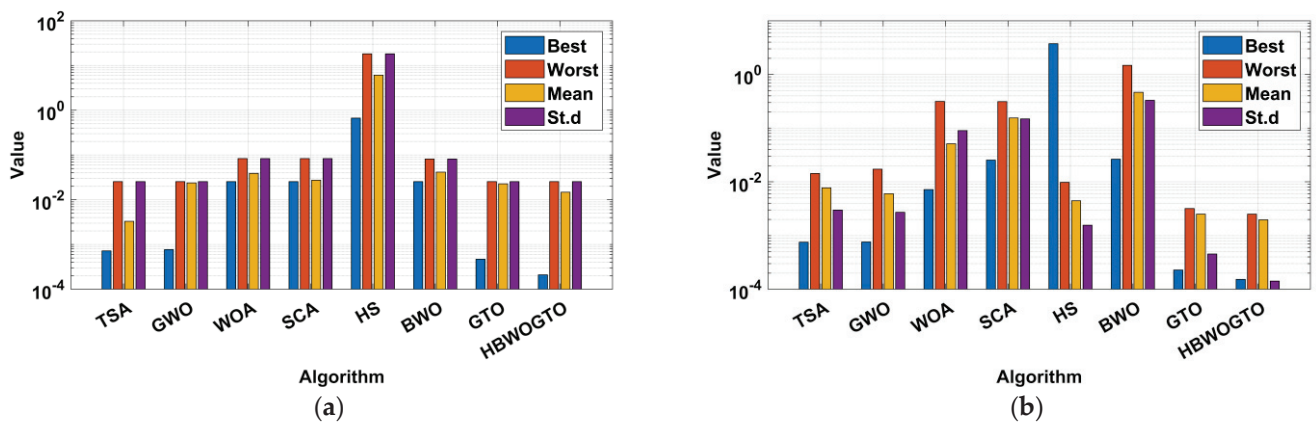 10^2
10^0
10^-2
10^-4
Value
Best
Worst
Mean
St.d
TSA
GWO
WOA
SCA
HS
BWO
GTO
HBWOGTO
Algorithm
(a)
10^0
10^-2
10^-4
Value
Best
Worst
Mean
St.d
TSA
GWO
WOA
SCA
HS
BWO
GTO
HBWOGTO
Algorithm
(b)